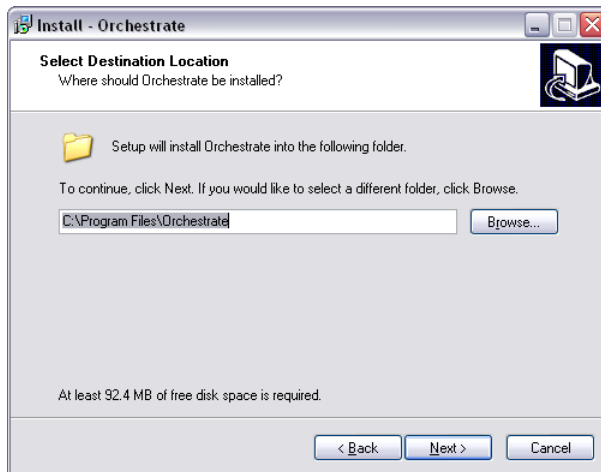 Install - Orchestrate
Select Destination Location
Where should Orchestrate be installed?
Setup will install Orchestrate into the following folder.
To continue, click Next. If you would like to select a different folder, click Browse.
C:\Program Files\Orchestrate
Browse...
At least 92.4 MB of free disk space is required.
< Back
Next >
Cancel